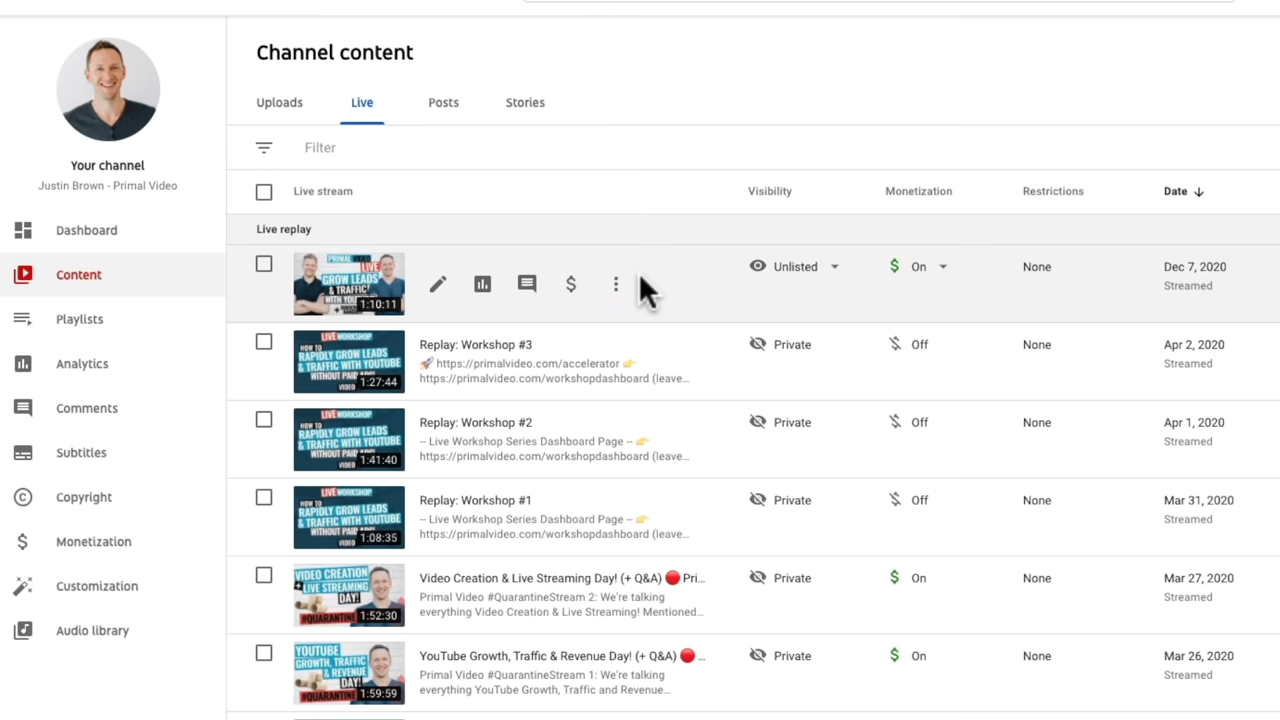 Channel content
Uploads Live Posts Stories
Filter
Your channel
Justin Brown - Primal Video
Dashboard
Content
Playlists
Analytics
Comments
Subtitles
Copyright
Monetization
Customization
Audio library
Live stream Visibility Monetization Restrictions Date
Live replay
PRIMAL VIDEO
LIVE
GROW LEADS
& TRAFFIC
WITH YOU
1:10:11
Unlisted On None Dec 7, 2020
Streamed
LIVE WORKSHOP
HOW TO
RAPIDLY GROW LEADS
& TRAFFIC WITH YOUTUBE
WITHOUT PAID ADS
VIDEO 1:27:44
Replay: Workshop #3
🚀 https://primalvideo.com/accelerator 👉
https://primalvideo.com/workshopdashboard (leave...
Private Off None Apr 2, 2020
Streamed
LIVE WORKSHOP
HOW TO
RAPIDLY GROW LEADS
& TRAFFIC WITH YOUTUBE
WITHOUT PAID ADS
VIDEO 1:41:40
Replay: Workshop #2
-- Live Workshop Series Dashboard Page -- 👉
https://primalvideo.com/workshopdashboard (leave...
Private Off None Apr 1, 2020
Streamed
LIVE WORKSHOP
HOW TO
RAPIDLY GROW LEADS
& TRAFFIC WITH YOUTUBE
WITHOUT PAID ADS
VIDEO 1:08:35
Replay: Workshop #1
-- Live Workshop Series Dashboard Page -- 👉
https://primalvideo.com/workshopdashboard (leave...
Private Off None Mar 31, 2020
Streamed
VIDEO CREATION
+ LIVE STREAMING
DAY!
#QUARANTINE
1:52:30
Video Creation & Live Streaming Day! (+ Q&A) 🔴 Pri...
Primal Video #QuarantineStream 2: We're talking
everything Video Creation & Live Streaming! Mentioned...
Private On None Mar 27, 2020
Streamed
YOUTUBE
GROWTH, TRAFFIC
& REVENUE
DAY!
#QUARANTINE
1:59:59
YouTube Growth, Traffic & Revenue Day! (+ Q&A) 🔴 ...
Primal Video #QuarantineStream 1: We're talking
everything YouTube Growth, Traffic and Revenue...
Private On None Mar 26, 2020
Streamed